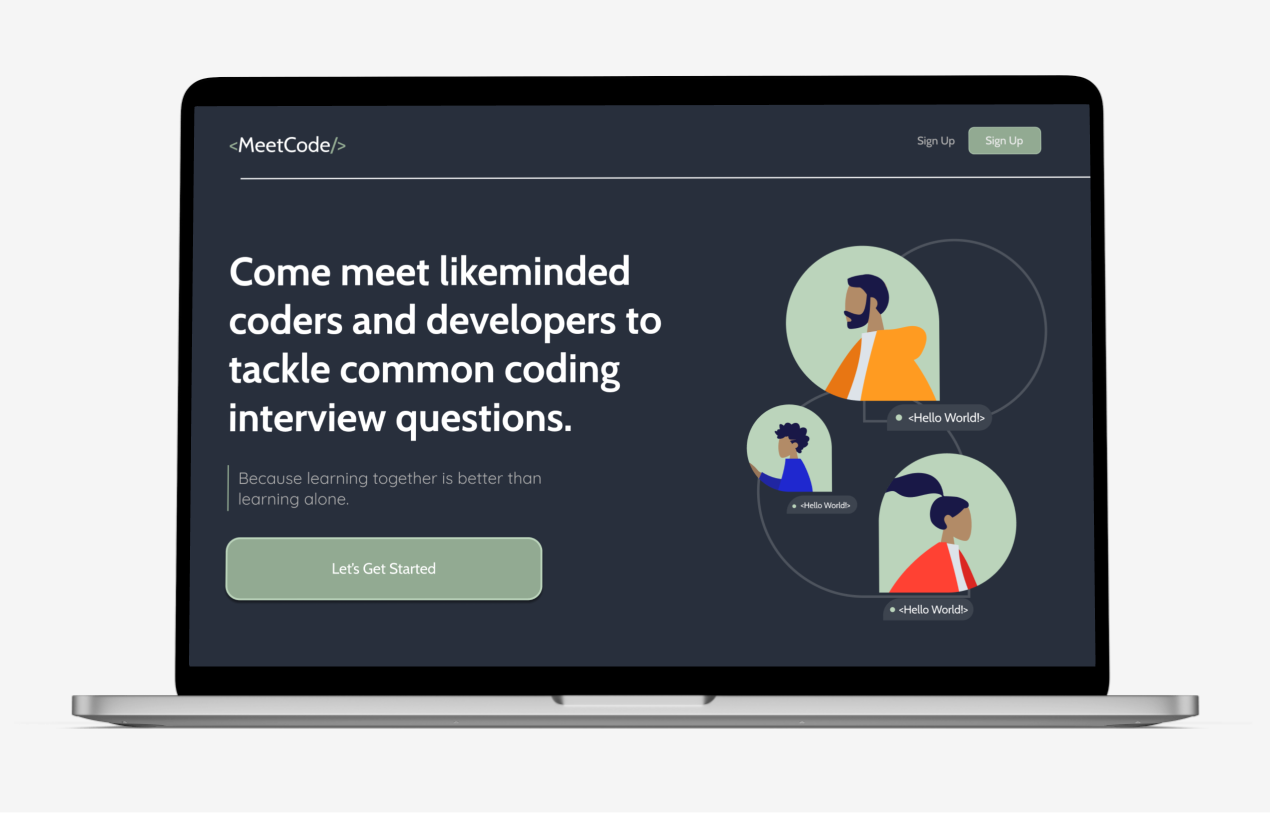 <MeetCode/>
Sign Up
Sign Up
Come meet likeminded
coders and developers to
tackle common coding
interview questions.
Because learning together is better than
learning alone.
Let's Get Started
<Hello World!>
<Hello World!>
<Hello World!>